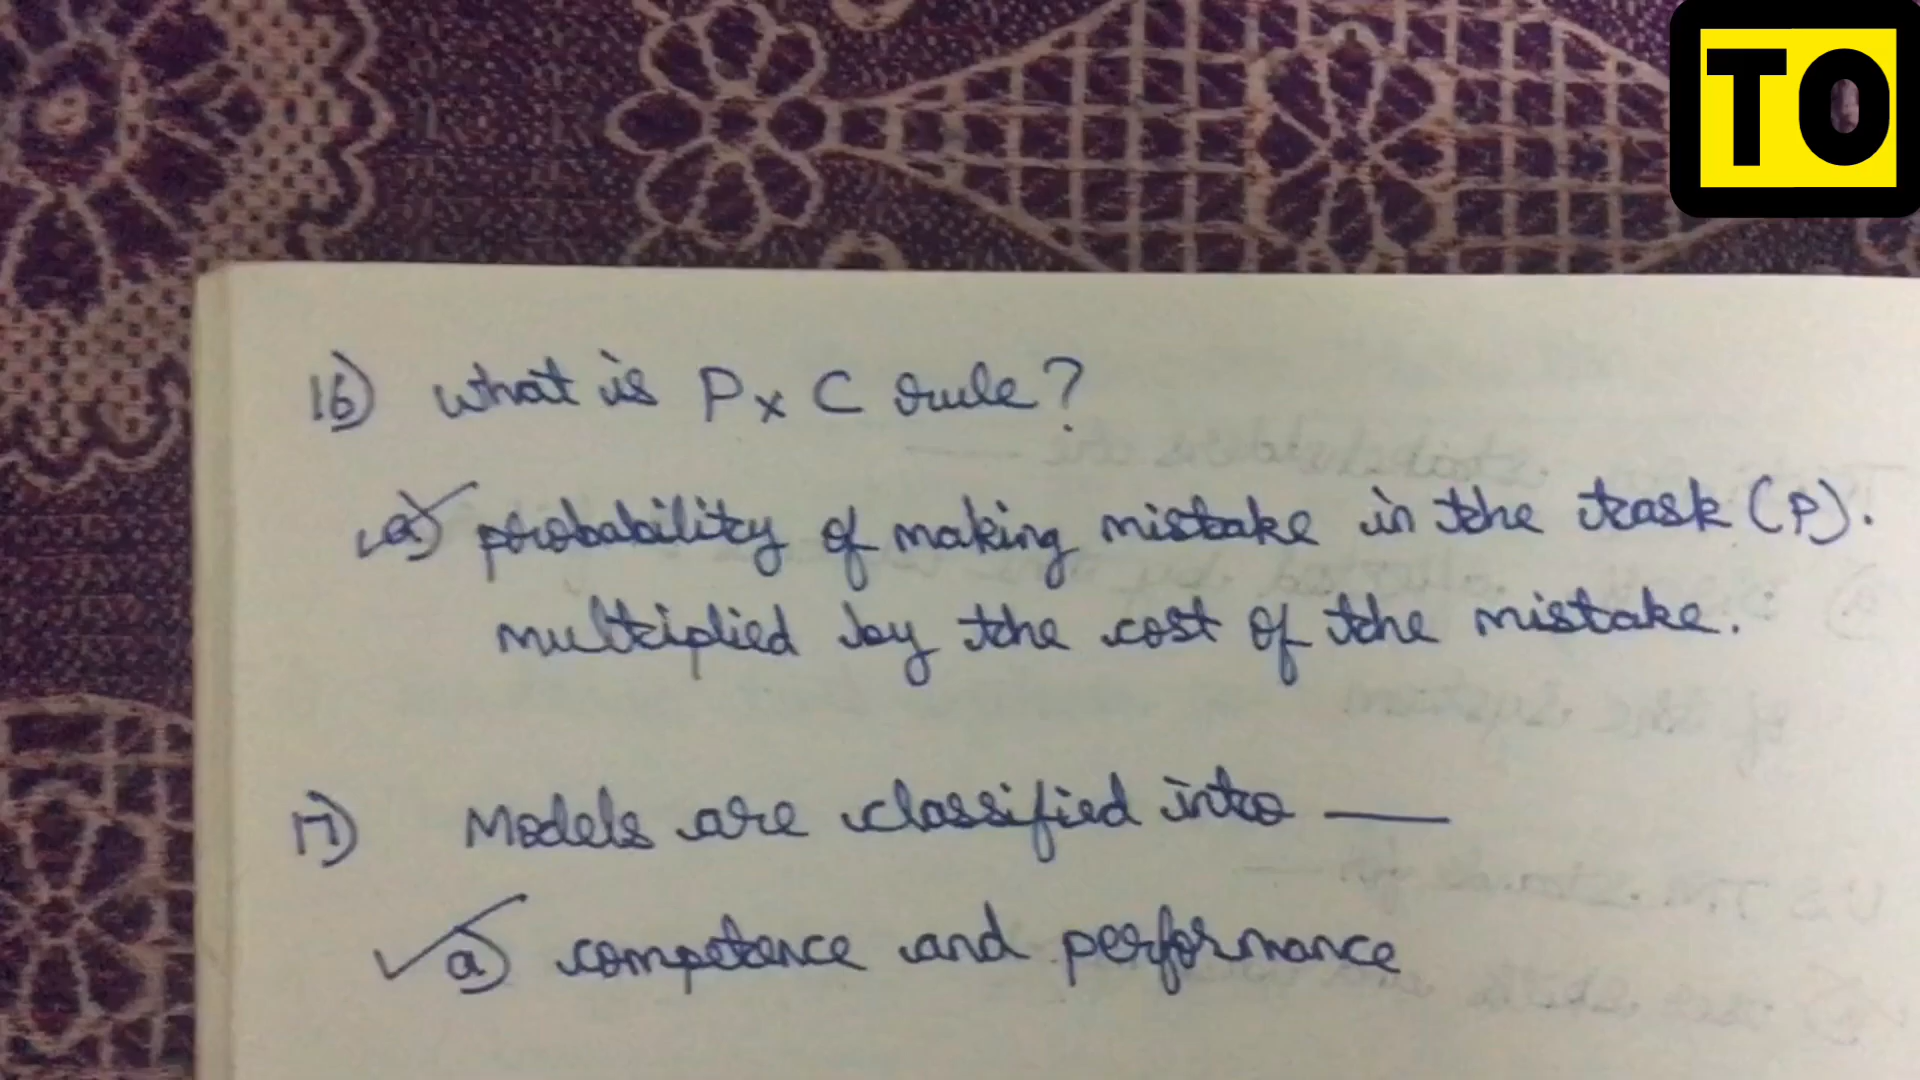 TO
16) what is P x C rule?
a) probability of making mistake in the task (P).
multiplied by the cost of the mistake.
17) Models are classified into ___
a) competence and performance